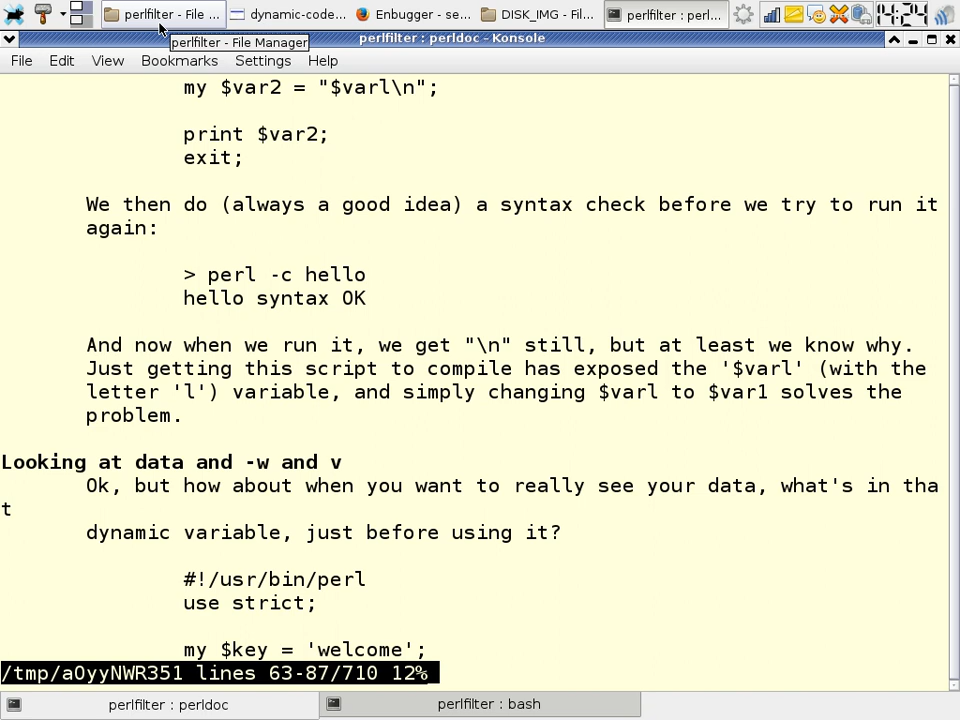 perlfilter - File ...
dynamic-code...
Enbugger - se...
DISK_IMG - Fil...
perlfilter : perl...
14:24
perlfilter - File Manager
perlfilter : perldoc - Konsole
File Edit View Bookmarks Settings Help
my $var2 = "$varl\n";
print $var2;
exit;
We then do (always a good idea) a syntax check before we try to run it
again:
> perl -c hello
hello syntax OK
And now when we run it, we get "\n" still, but at least we know why.
Just getting this script to compile has exposed the '$varl' (with the
letter 'l') variable, and simply changing $varl to $var1 solves the
problem.
Looking at data and -w and v
Ok, but how about when you want to really see your data, what's in tha
t
dynamic variable, just before using it?
#!/usr/bin/perl
use strict;
my $key = 'welcome';
/tmp/aOyyNWR351 lines 63-87/710 12%
perlfilter : perldoc
perlfilter : bash